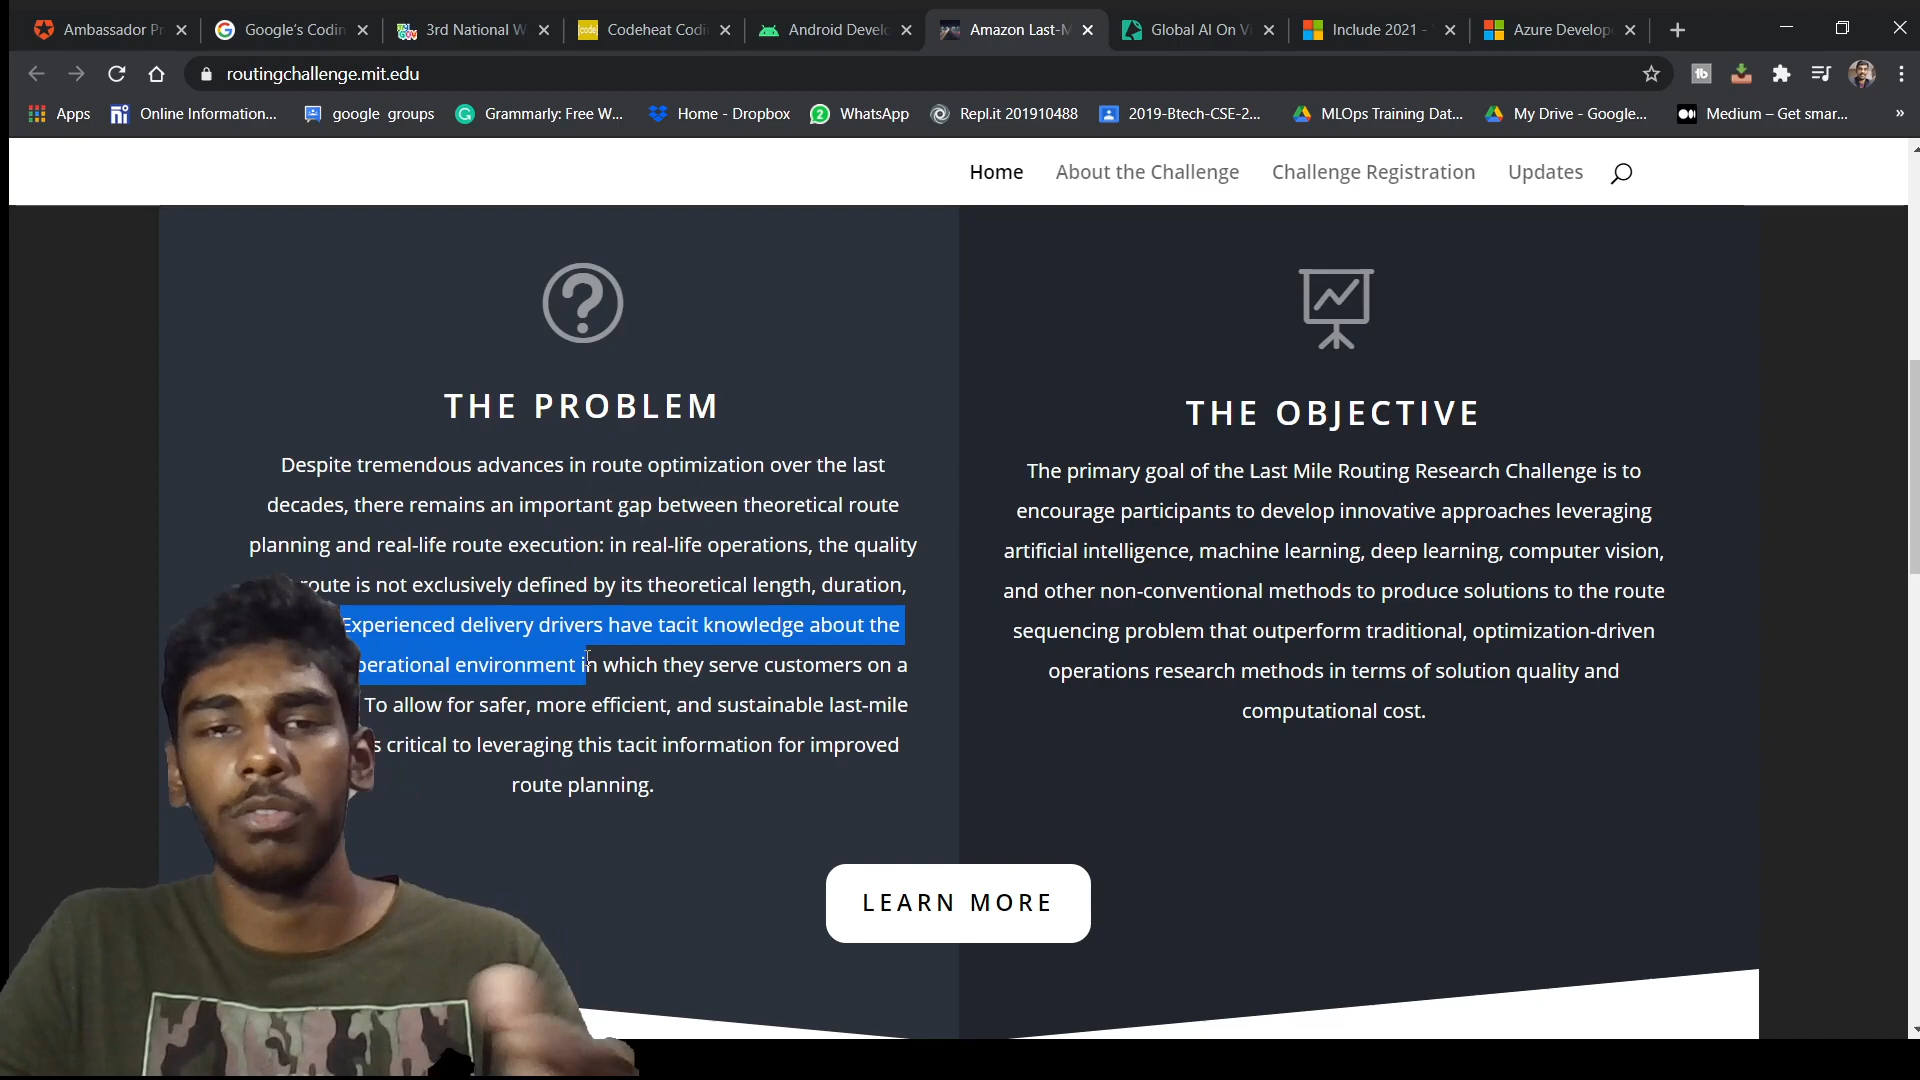 Ambassador Pr
Google's Codin
3rd National W
Codeheat Codi
Android Develo
Amazon Last-M
Global AI On Vi
Include 2021 -
Azure Develop
routingchallenge.mit.edu
Apps
Online Information...
google groups
Grammarly: Free W...
Home - Dropbox
WhatsApp
Repl.it 201910488
2019-Btech-CSE-2...
MLOps Training Dat...
My Drive - Google...
Medium – Get smar...
»
Home
About the Challenge
Challenge Registration
Updates
THE PROBLEM
Despite tremendous advances in route optimization over the last
decades, there remains an important gap between theoretical route
planning and real-life route execution: in real-life operations, the quality
route is not exclusively defined by its theoretical length, duration,
Experienced delivery drivers have tacit knowledge about the
operational environment in which they serve customers on a
To allow for safer, more efficient, and sustainable last-mile
critical to leveraging this tacit information for improved
route planning.
THE OBJECTIVE
The primary goal of the Last Mile Routing Research Challenge is to
encourage participants to develop innovative approaches leveraging
artificial intelligence, machine learning, deep learning, computer vision,
and other non-conventional methods to produce solutions to the route
sequencing problem that outperform traditional, optimization-driven
operations research methods in terms of solution quality and
computational cost.
LEARN MORE